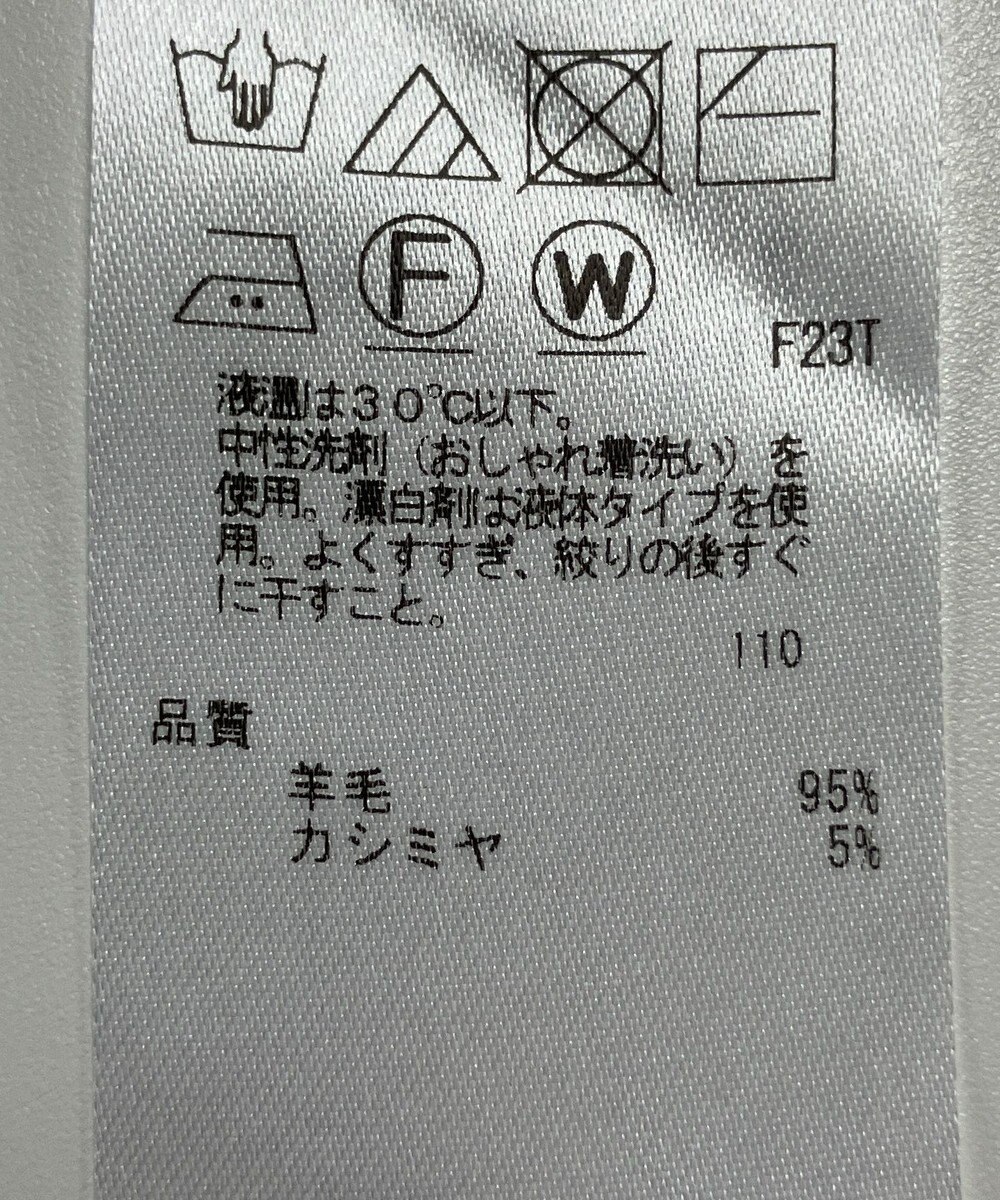 F
W
F23T
液温は30℃以下。
中性洗剤（おしゃれ着洗い）を
使用。漂白剤は液体タイプを使
用。よくすすぎ、絞りの後すぐ
に干すこと。
110
品質
羊毛 95%
カシミヤ 5%